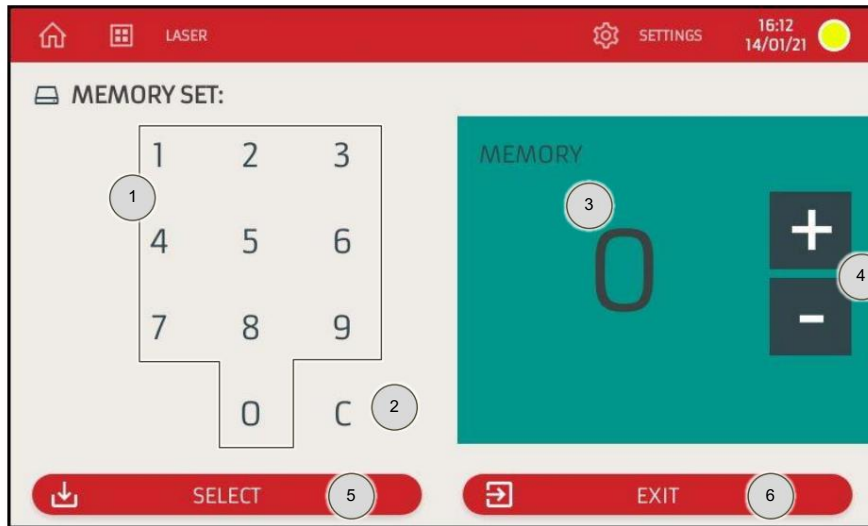 LASER
SETTINGS
16:12
14/01/21
MEMORY SET:
1 2 3
1
4 5 6
7 8 9
0 C
2
MEMORY
3
0
+
4
-
SELECT
5
EXIT
6